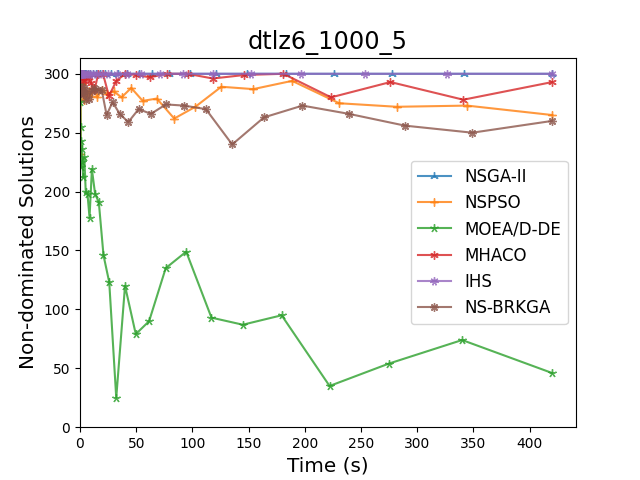 dtlz6_1000_5
Non-dominated Solutions
300
250
200
150
100
50
0
NSGA-II
NSPSO
MOEA/D-DE
MHACO
IHS
NS-BRKGA
0 50 100 150 200 250 300 350 400
Time (s)